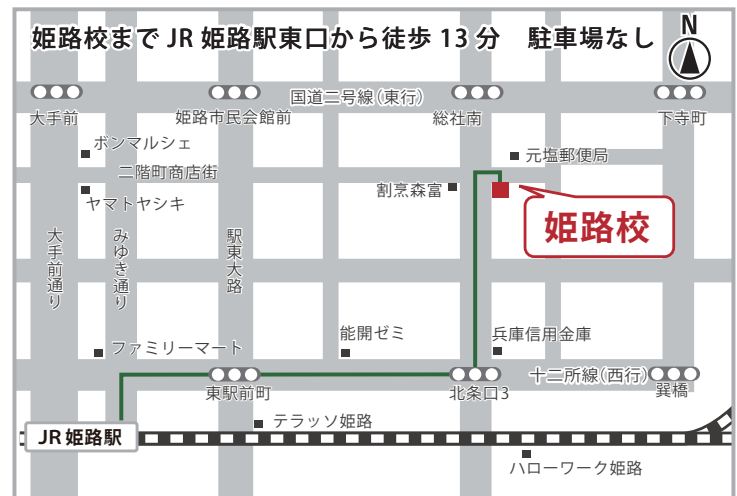 姫路校まで JR 姫路駅東口から徒歩 13 分　駐車場なし
N
国道二号線(東行)
大手前
姫路市民会館前
総社南
下寺町
ボンマルシェ
元塩郵便局
二階町商店街
割烹森富
ヤマトヤシキ
姫路校
大手前通り
みゆき通り
駅東大路
能開ゼミ
兵庫信用金庫
ファミリーマート
十二所線(西行)
東駅前町
北条口3
巽橋
テラッソ姫路
JR 姫路駅
ハローワーク姫路